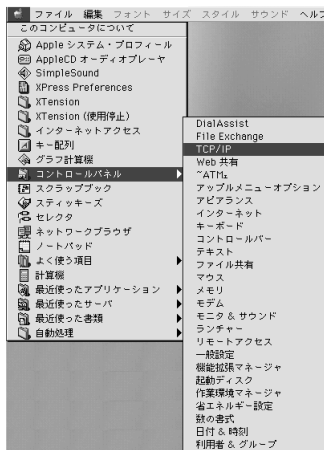 ファイル 編集 フォント サイズ スタイル サウンド ヘルプ
このコンピュータについて
Apple システム・プロフィール
AppleCD オーディオプレーヤ
SimpleSound
XPress Preferences
XTension
XTension (使用停止)
インターネットアクセス
キー配列
グラフ計算機
コントロールパネル
スクラップブック
スティッキーズ
セレクタ
ネットワークブラウザ
ノートパッド
よく使う項目
計算機
最近使ったアプリケーション
最近使ったサーバ
最近使った書類
自動処理
DialAssist
File Exchange
TCP/IP
Web 共有
~ATM™
アップルメニューオプション
アピアランス
インターネット
キーボード
コントロールバー
テキスト
ファイル共有
マウス
メモリ
モデム
モニタ & サウンド
ランチャー
リモートアクセス
一般設定
機能拡張マネージャ
起動ディスク
作業環境マネージャ
省エネルギー設定
数の書式
日付 & 時刻
利用者 & グループ